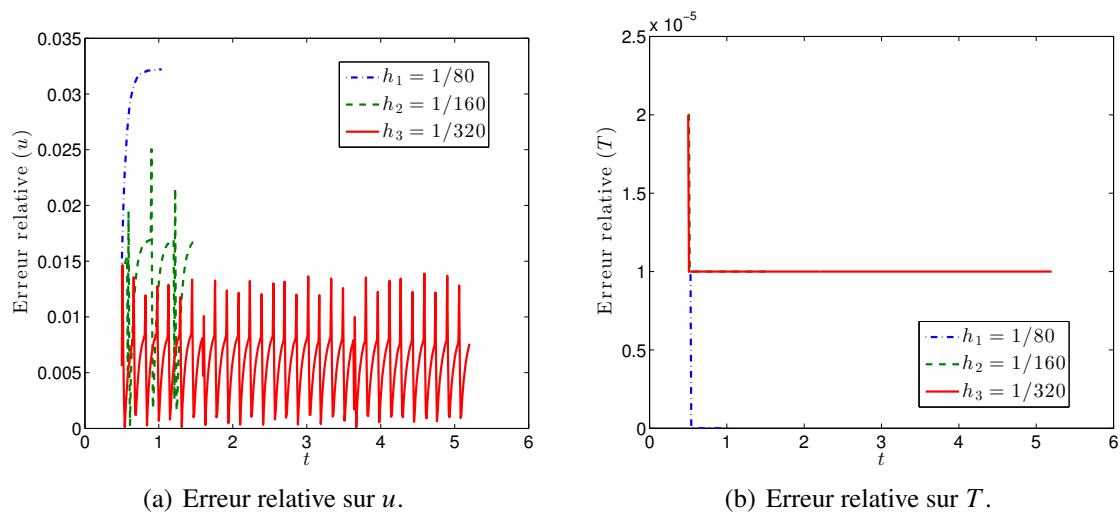 0.035
0.03
0.025
0.02
0.015
0.01
0.005
0
Erreur relative (u)
0 1 2 3 4 5 6
t
h₁ = 1/80
h₂ = 1/160
h₃ = 1/320
(a) Erreur relative sur u.
x 10⁻⁵
2.5
2
1.5
1
0.5
0
Erreur relative (T)
0 1 2 3 4 5 6
t
h₁ = 1/80
h₂ = 1/160
h₃ = 1/320
(b) Erreur relative sur T.